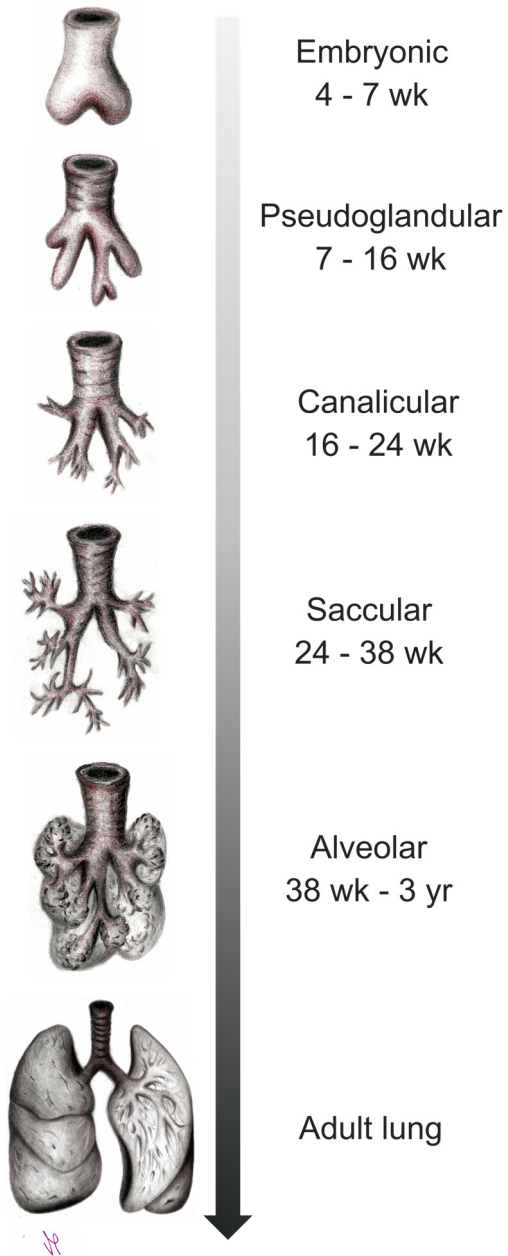 Embryonic
4 - 7 wk
Pseudoglandular
7 - 16 wk
Canalicular
16 - 24 wk
Saccular
24 - 38 wk
Alveolar
38 wk - 3 yr
Adult lung